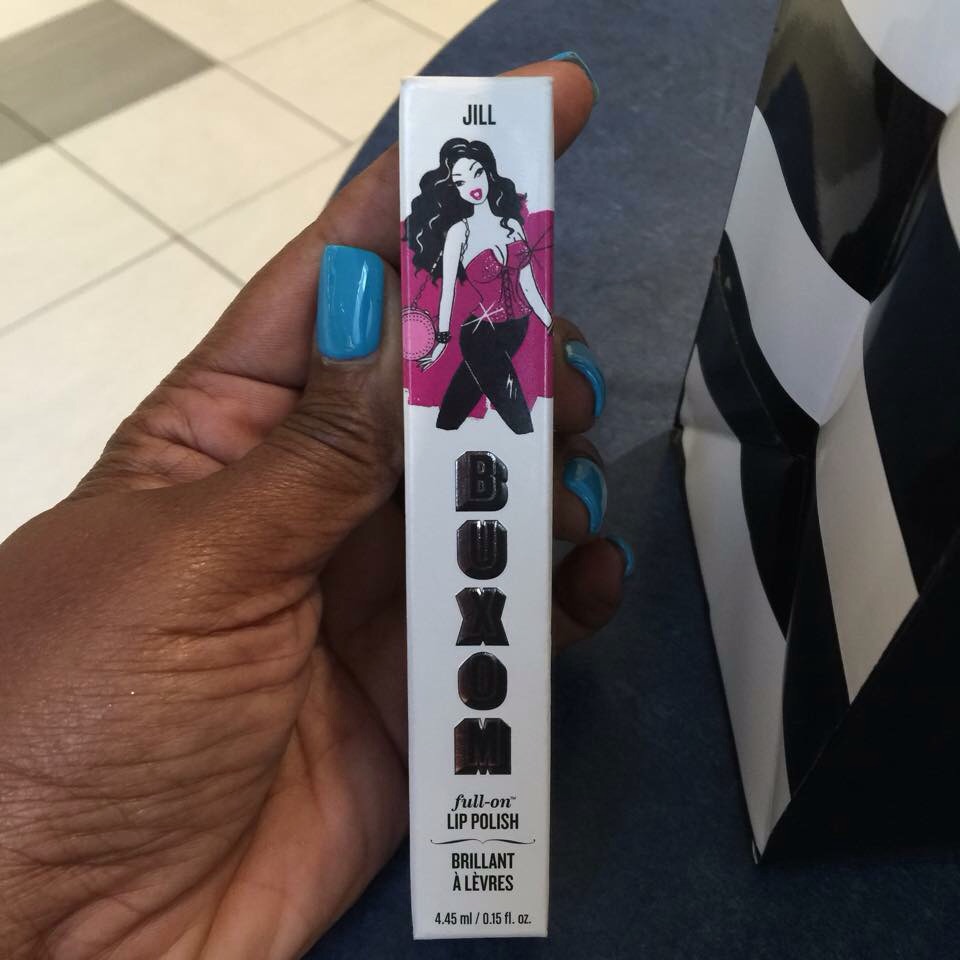 JILL
BUXOM
full-on™
LIP POLISH
BRILLANT
À LÈVRES
4.45 ml / 0.15 fl. oz.